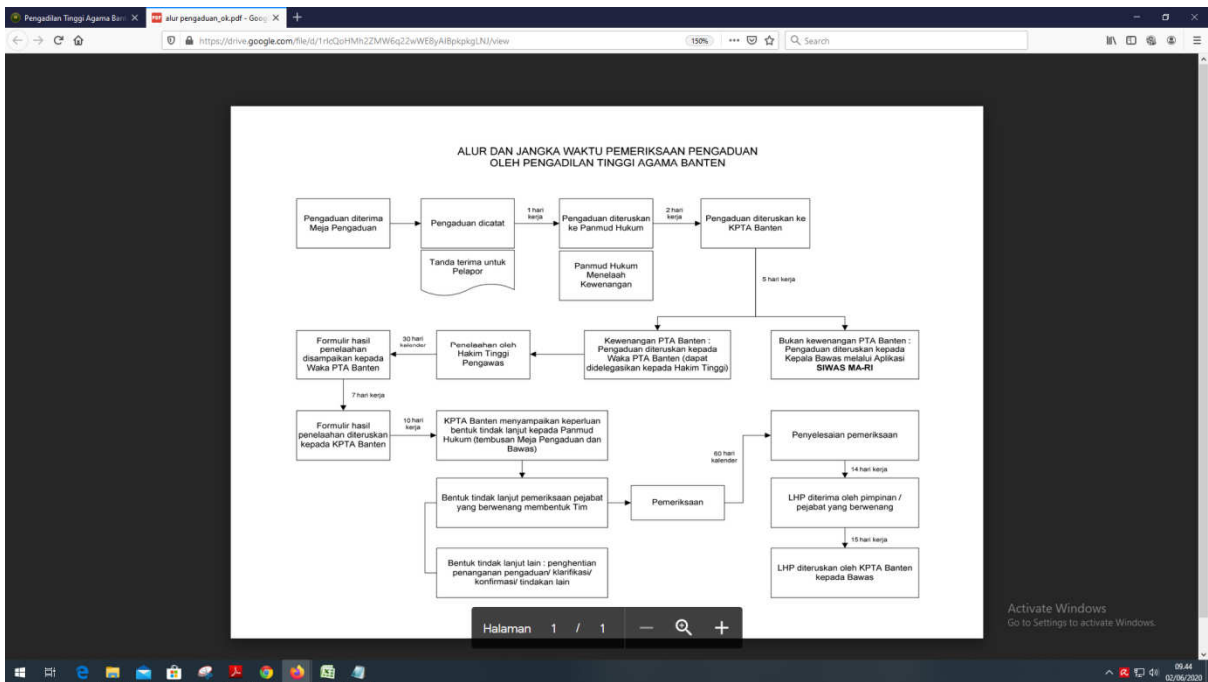 Pengadilan Tinggi Agama Ban
alur pengaduan_ok.pdf - Goog
https://drive.google.com/file/d/1rIcQoHMh2ZMW6q22wWE8yAIBpkpkgLNJ/view
150%
Search
ALUR DAN JANGKA WAKTU PEMERIKSAAN PENGADUAN
OLEH PENGADILAN TINGGI AGAMA BANTEN
Pengaduan diterima
Meja Pengaduan
Pengaduan dicatat
1 hari
kerja
Pengaduan diteruskan
ke Panmud Hukum
2 hari
kerja
Pengaduan diteruskan ke
KPTA Banten
Tanda terima untuk
Pelapor
Panmud Hukum
Menelaah
Kewenangan
5 hari kerja
Formulir hasil
penelaahan
disampaikan kepada
Waka PTA Banten
30 hari
kalender
Penelaahan oleh
Hakim Tinggi
Pengawas
Kewenangan PTA Banten :
Pengaduan diteruskan kepada
Waka PTA Banten (dapat
didelegasikan kepada Hakim Tinggi)
Bukan kewenangan PTA Banten :
Pengaduan diteruskan kepada
Kepala Bawas melalui Aplikasi
SIWAS MA-RI
7 hari kerja
Formulir hasil
penelaahan diteruskan
kepada KPTA Banten
10 hari
kerja
KPTA Banten menyampaikan keperluan
bentuk tindak lanjut kepada Panmud
Hukum (tembusan Meja Pengaduan dan
Bawas)
60 hari
kalender
Penyelesaian pemeriksaan
14 hari kerja
Bentuk tindak lanjut pemeriksaan pejabat
yang berwenang membentuk Tim
Pemeriksaan
LHP diterima oleh pimpinan /
pejabat yang berwenang
15 hari kerja
Bentuk tindak lanjut lain : penghentian
penanganan pengaduan/ klarifikasi/
konfirmasi/ tindakan lain
LHP diteruskan oleh KPTA Banten
kepada Bawas
Halaman 1 / 1
Activate Windows
Go to Settings to activate Windows.
09.44
02/06/2020